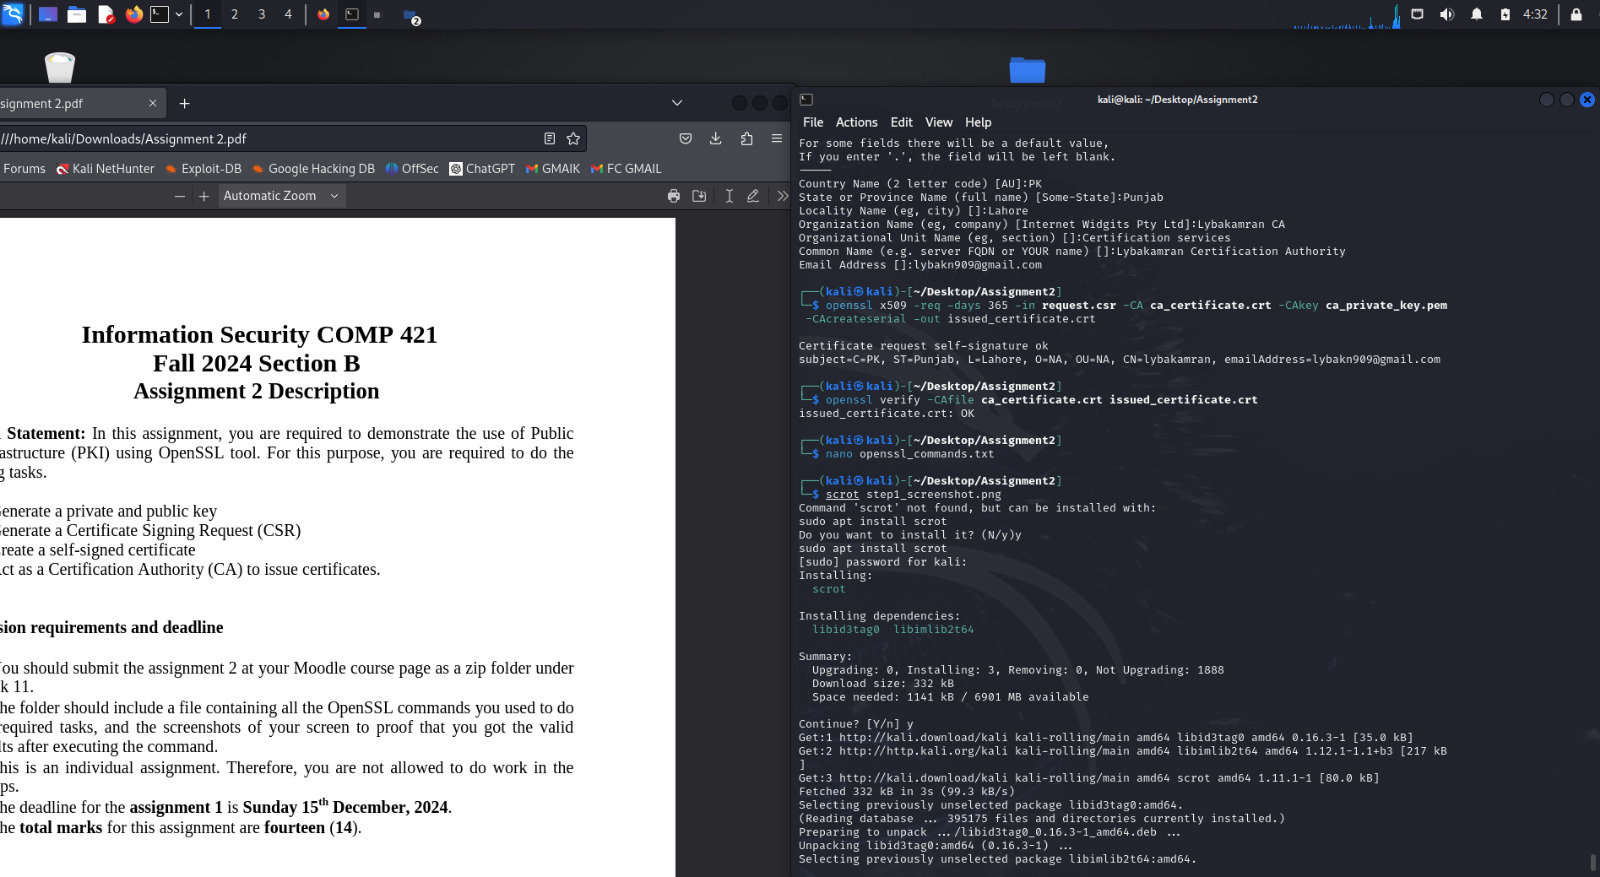 1 2 3 4
2
4:32
signment 2.pdf
///home/kali/Downloads/Assignment 2.pdf
Forums Kali NetHunter Exploit-DB Google Hacking DB OffSec ChatGPT GMAIK FC GMAIL
Automatic Zoom
Information Security COMP 421
Fall 2024 Section B
Assignment 2 Description
Statement: In this assignment, you are required to demonstrate the use of Public
astructure (PKI) using OpenSSL tool. For this purpose, you are required to do the
g tasks.
enerate a private and public key
enerate a Certificate Signing Request (CSR)
reate a self-signed certificate
ct as a Certification Authority (CA) to issue certificates.
sion requirements and deadline
ou should submit the assignment 2 at your Moodle course page as a zip folder under
k 11.
he folder should include a file containing all the OpenSSL commands you used to do
required tasks, and the screenshots of your screen to proof that you got the valid
lts after executing the command.
his is an individual assignment. Therefore, you are not allowed to do work in the
ps.
he deadline for the assignment 1 is Sunday 15th December, 2024.
he total marks for this assignment are fourteen (14).
Assignment2
kali@kali: ~/Desktop/Assignment2
File Actions Edit View Help
For some fields there will be a default value,
If you enter '.', the field will be left blank.
-----
Country Name (2 letter code) [AU]:PK
State or Province Name (full name) [Some-State]:Punjab
Locality Name (eg, city) []:Lahore
Organization Name (eg, company) [Internet Widgits Pty Ltd]:Lybakamran CA
Organizational Unit Name (eg, section) []:Certification services
Common Name (e.g. server FQDN or YOUR name) []:Lybakamran Certification Authority
Email Address []:lybakn909@gmail.com
┌──(kali㉿kali)-[~/Desktop/Assignment2]
└─$ openssl x509 -req -days 365 -in request.csr -CA ca_certificate.crt -CAkey ca_private_key.pem
-CAcreateserial -out issued_certificate.crt
Certificate request self-signature ok
subject=C=PK, ST=Punjab, L=Lahore, O=NA, OU=NA, CN=lybakamran, emailAddress=lybakn909@gmail.com
┌──(kali㉿kali)-[~/Desktop/Assignment2]
└─$ openssl verify -CAfile ca_certificate.crt issued_certificate.crt
issued_certificate.crt: OK
┌──(kali㉿kali)-[~/Desktop/Assignment2]
└─$ nano openssl_commands.txt
┌──(kali㉿kali)-[~/Desktop/Assignment2]
└─$ scrot step1_screenshot.png
Command 'scrot' not found, but can be installed with:
sudo apt install scrot
Do you want to install it? (N/y)y
sudo apt install scrot
[sudo] password for kali:
Installing:
scrot
Installing dependencies:
libid3tag0 libimlib2t64
Summary:
Upgrading: 0, Installing: 3, Removing: 0, Not Upgrading: 1888
Download size: 332 kB
Space needed: 1141 kB / 6901 MB available
Continue? [Y/n] y
Get:1 http://kali.download/kali kali-rolling/main amd64 libid3tag0 amd64 0.16.3-1 [35.0 kB]
Get:2 http://http.kali.org/kali kali-rolling/main amd64 libimlib2t64 amd64 1.12.1-1.1+b3 [217 kB
]
Get:3 http://kali.download/kali kali-rolling/main amd64 scrot amd64 1.11.1-1 [80.0 kB]
Fetched 332 kB in 3s (99.3 kB/s)
Selecting previously unselected package libid3tag0:amd64.
(Reading database ... 395175 files and directories currently installed.)
Preparing to unpack .../libid3tag0_0.16.3-1_amd64.deb ...
Unpacking libid3tag0:amd64 (0.16.3-1) ...
Selecting previously unselected package libimlib2t64:amd64.